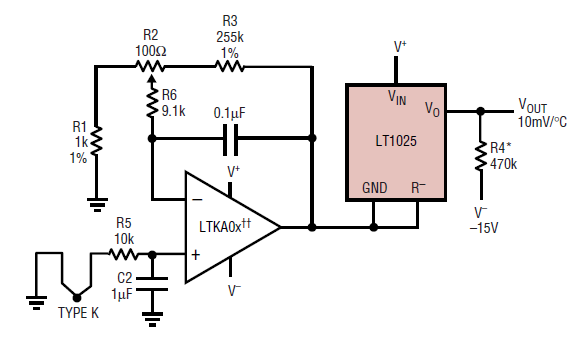 R3
255k
1%
R2
100Ω
R6
9.1k
0.1µF
R1
1k
1%
V+
LTKA0x††
–
+
V–
R5
10k
C2
1µF
TYPE K
V+
VIN
VO
LT1025
GND R–
VOUT
10mV/°C
R4*
470k
V–
–15V